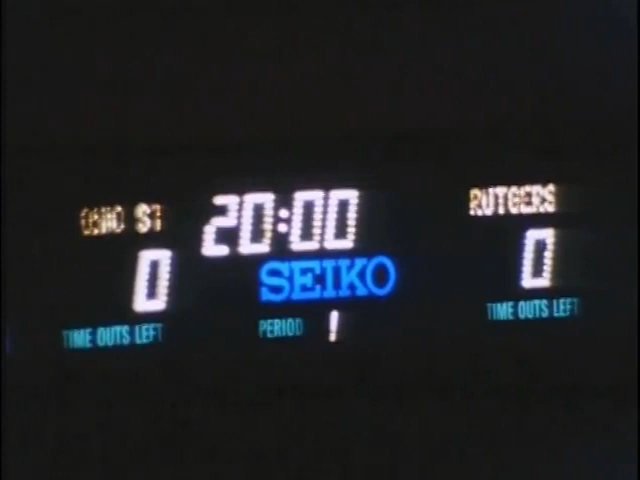 OHIO ST
20:00
RUTGERS
0
SEIKO
0
TIME OUTS LEFT
PERIOD 1
TIME OUTS LEFT